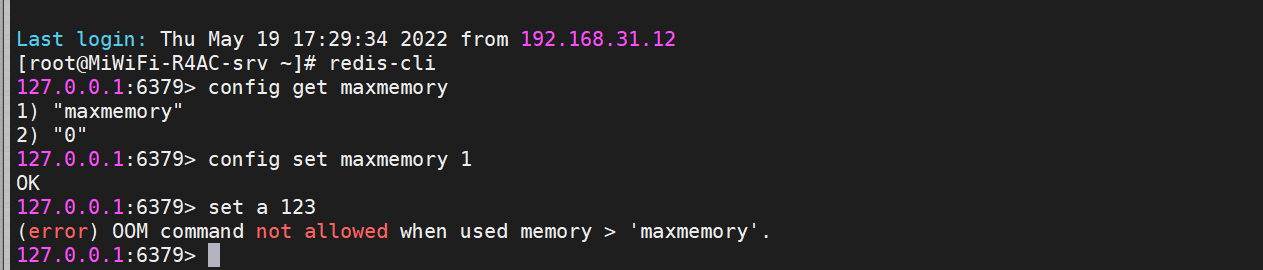 Last login: Thu May 19 17:29:34 2022 from 192.168.31.12
[root@MiWiFi-R4AC-srv ~]# redis-cli
127.0.0.1:6379> config get maxmemory
1) "maxmemory"
2) "0"
127.0.0.1:6379> config set maxmemory 1
OK
127.0.0.1:6379> set a 123
(error) OOM command not allowed when used memory > 'maxmemory'.
127.0.0.1:6379>